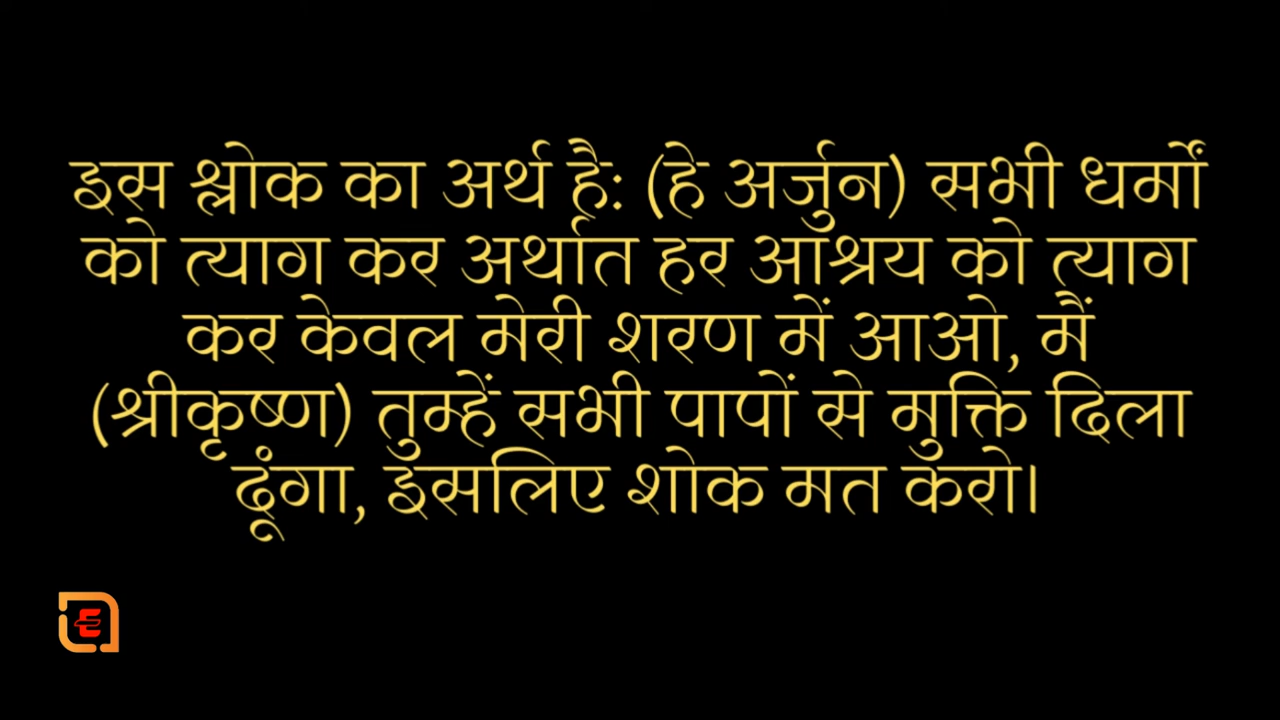 इस श्लोक का अर्थ है: (हे अर्जुन) सभी धर्मों
को त्याग कर अर्थात हर आश्रय को त्याग
कर केवल मेरी शरण में आओ, मैं
(श्रीकृष्ण) तुम्हें सभी पापों से मुक्ति दिला
दूंगा, इसलिए शोक मत करो।
E